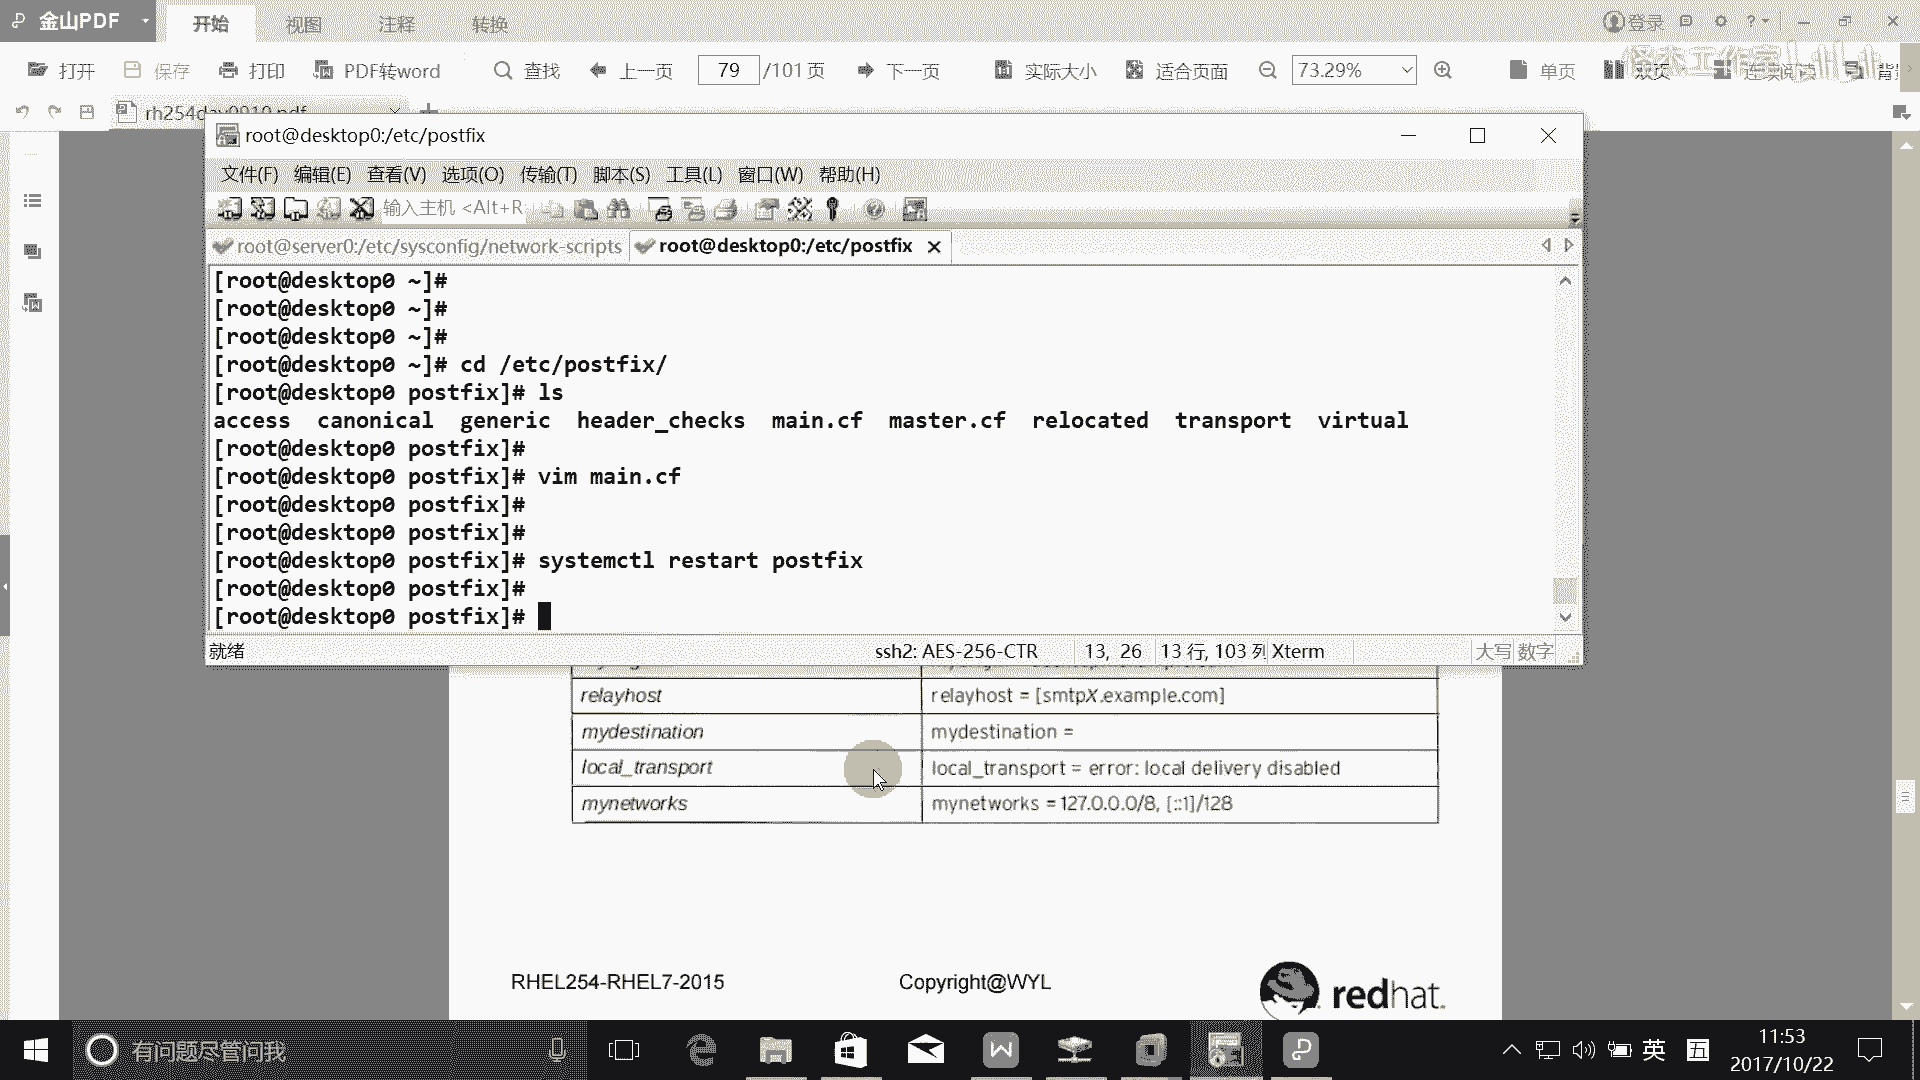 金山PDF 开始 视图 注释 转换 登录
打开 保存 打印 PDF转word 查找 上一页 79 /101 页 下一页 实际大小 适合页面 73.29% 单页 双页 连续阅读
root@desktop0:/etc/postfix
文件(F) 编辑(E) 查看(V) 选项(O) 传输(T) 脚本(S) 工具(L) 窗口(W) 帮助(H)
输入主机 <Alt+R
root@server0:/etc/sysconfig/network-scripts root@desktop0:/etc/postfix
[root@desktop0 ~]#
[root@desktop0 ~]#
[root@desktop0 ~]#
[root@desktop0 ~]# cd /etc/postfix/
[root@desktop0 postfix]# ls
access canonical generic header_checks main.cf master.cf relocated transport virtual
[root@desktop0 postfix]#
[root@desktop0 postfix]# vim main.cf
[root@desktop0 postfix]#
[root@desktop0 postfix]#
[root@desktop0 postfix]# systemctl restart postfix
[root@desktop0 postfix]#
[root@desktop0 postfix]#
就绪 ssh2: AES-256-CTR 13, 26 13 行, 103 列 Xterm 大写 数字
relayhost relayhost = [smtpX.example.com]
mydestination mydestination =
local_transport local_transport = error: local delivery disabled
mynetworks mynetworks = 127.0.0.0/8, [::1]/128
RHEL254-RHEL7-2015 Copyright@WYL redhat.
有问题尽管问我 英 五 11:53
2017/10/22